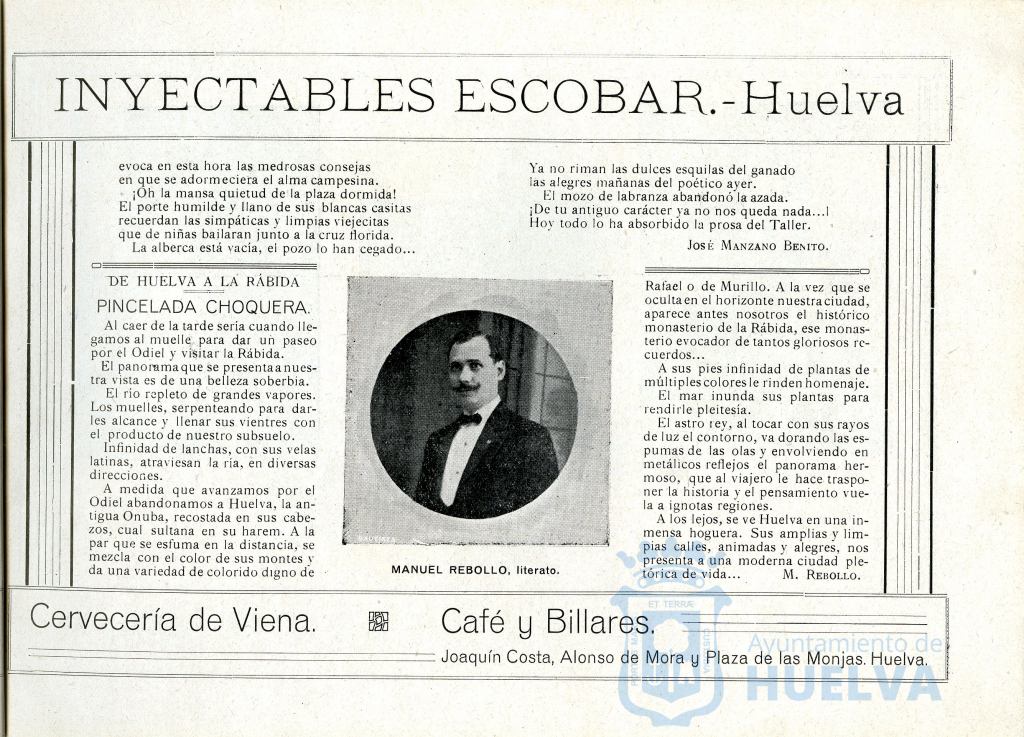 INYECTABLES ESCOBAR.-Huelva
evoca en esta hora las medrosas consejas
en que se adormeciera el alma campesina.
¡Oh la mansa quietud de la plaza dormida!
El porte humilde y llano de sus blancas casitas
recuerdan las simpáticas y limpias viejecitas
que de niñas bailaran junto a la cruz florida.
La alberca está vacía, el pozo lo han cegado...
Ya no riman las dulces esquilas del ganado
las alegres mañanas del poético ayer.
El mozo de labranza abandonó la azada.
¡De tu antiguo carácter ya no nos queda nada...!
Hoy todo lo ha absorbido la prosa del Taller.
JOSÉ MANZANO BENITO.
DE HUELVA A LA RÁBIDA
PINCELADA CHOQUERA.
Al caer de la tarde sería cuando lle-
gamos al muelle para dar un paseo
por el Odiel y visitar la Rábida.
El panorama que se presenta a nues-
tra vista es de una belleza soberbia.
El río repleto de grandes vapores.
Los muelles, serpenteando para dar-
les alcance y llenar sus vientres con
el producto de nuestro subsuelo.
Infinidad de lanchas, con sus velas
latinas, atraviesan la ría, en diversas
direcciones.
A medida que avanzamos por el
Odiel abandonamos a Huelva, la an-
tigua Onuba, recostada en sus cabe-
zos, cual sultana en su harem. A la
par que se esfuma en la distancia, se
mezcla con el color de sus montes y
da una variedad de colorido digno de
MANUEL REBOLLO, literato.
Rafael o de Murillo. A la vez que se
oculta en el horizonte nuestra ciudad,
aparece antes nosotros el histórico
monasterio de la Rábida, ese monas-
terio evocador de tantos gloriosos re-
cuerdos...
A sus pies infinidad de plantas de
múltiples colores le rinden homenaje.
El mar inunda sus plantas para
rendirle pleitesía.
El astro rey, al tocar con sus rayos
de luz el contorno, va dorando las es-
pumas de las olas y envolviendo en
metálicos reflejos el panorama her-
moso, que al viajero le hace traspo-
ner la historia y el pensamiento vue-
la a ignotas regiones.
A los lejos, se ve Huelva en una in-
mensa hoguera. Sus amplias y lim-
pias calles, animadas y alegres, nos
presenta a una moderna ciudad ple-
tórica de vida... M. REBOLLO.
Cervecería de Viena. Café y Billares.
Joaquín Costa, Alonso de Mora y Plaza de las Monjas. Huelva.
ET TERRÆ
Ayuntamiento de
HUELVA